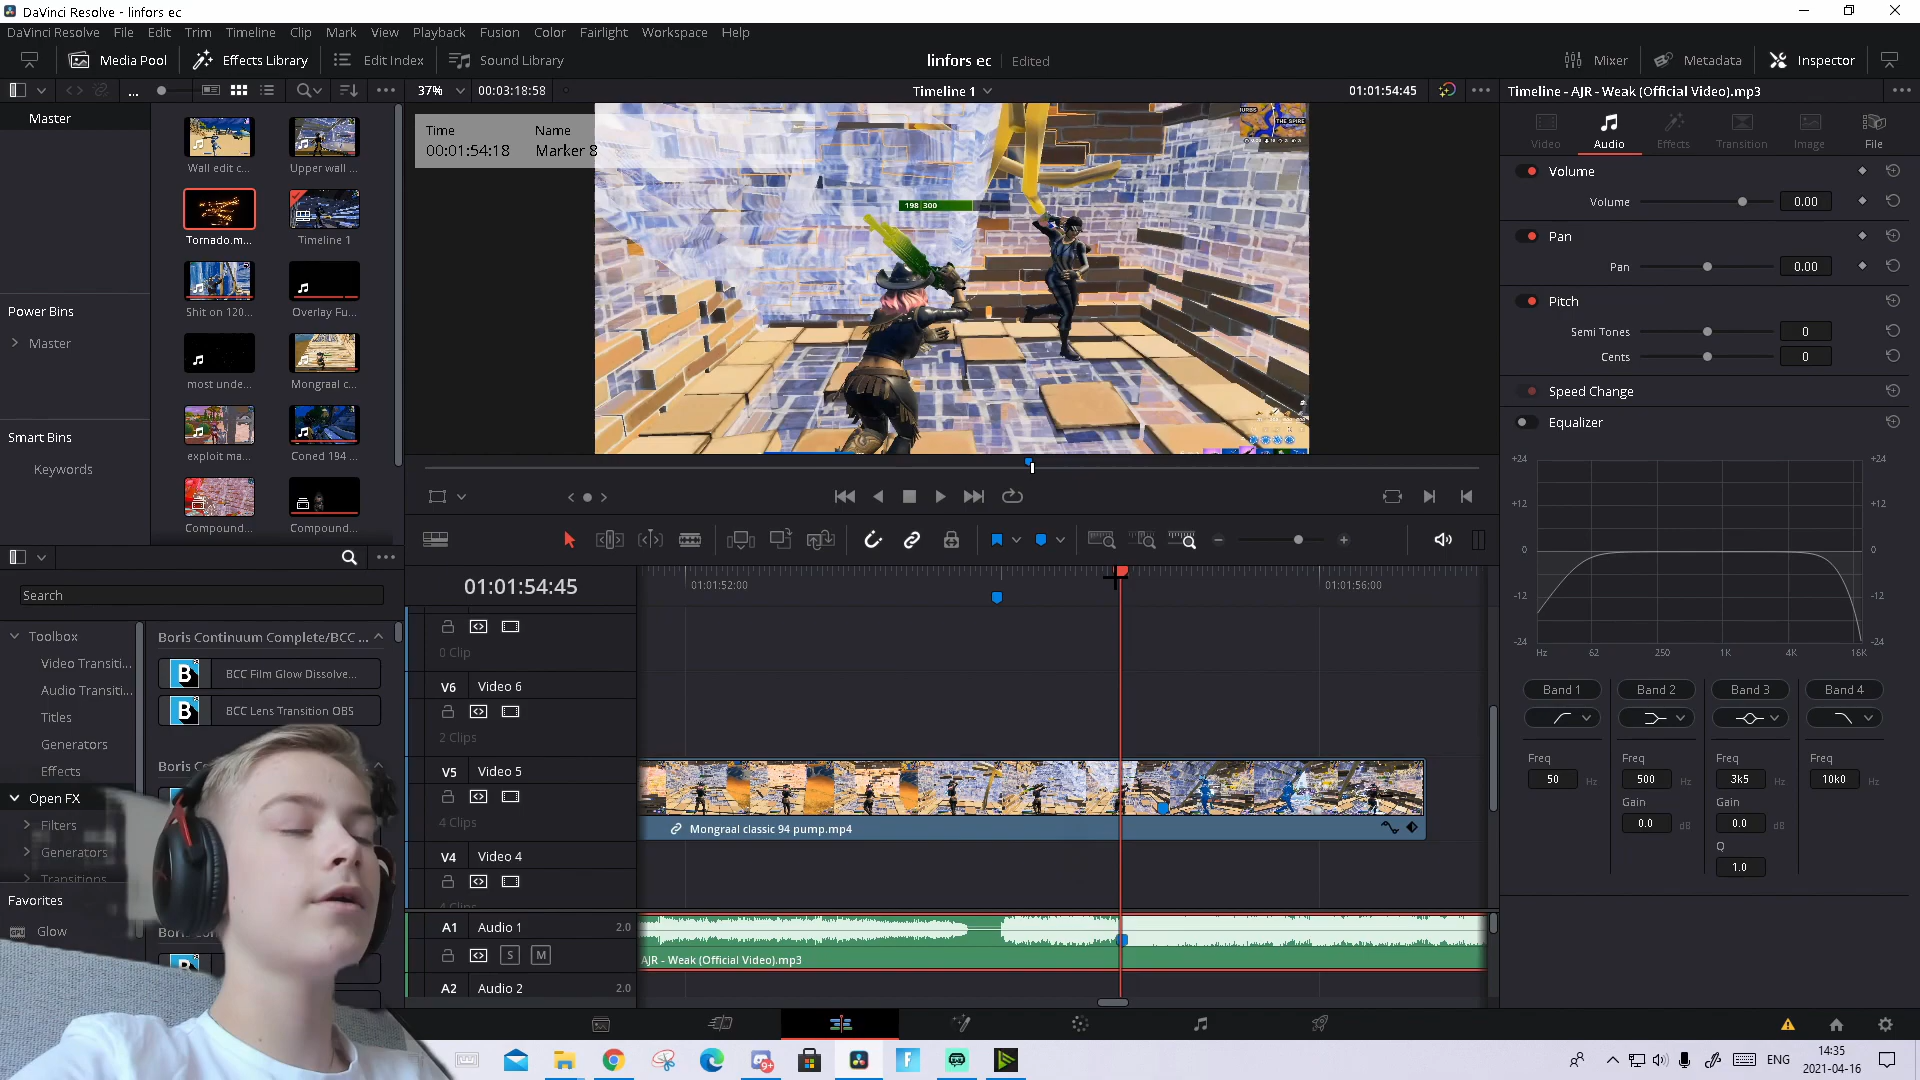 DaVinci Resolve - linfors ec
DaVinci Resolve File Edit Trim Timeline Clip Mark View Playback Fusion Color Fairlight Workspace Help
Media Pool Effects Library Edit Index Sound Library linfors ec Edited Mixer Metadata Inspector
... 37% 00:03:18:58 Timeline 1 01:01:54:45 Timeline - AJR - Weak (Official Video).mp3
Master
Power Bins
Master
Smart Bins
Keywords
Wall edit c... Upper wall ...
Tornado.m... Timeline 1
Shit on 120... Overlay Fu...
most unde... Mongraal c...
exploit ma... Coned 194 ...
Compound... Compound...
Time Name
00:01:54:18 Marker 8
THE SPIRE
198 300
Video Audio Effects Transition Image File
Volume
Volume 0.00
Pan
Pan 0.00
Pitch
Semi Tones 0
Cents 0
Speed Change
Equalizer
+24 +24
+12 +12
0 0
-12 -12
-24 -24
Hz 62 250 1K 4K 16K
Band 1 Band 2 Band 3 Band 4
Freq Freq Freq Freq
50 Hz 500 Hz 3k5 Hz 10k0 Hz
Gain Gain
0.0 dB 0.0 dB
Q
1.0
Search
Toolbox
Video Transiti...
Audio Transiti...
Titles
Generators
Effects
Open FX
Filters
Generators
Transitions
Favorites
Glow
Boris Continuum Complete/BCC ...
BCC Film Glow Dissolve...
BCC Lens Transition OBS
01:01:54:45
01:01:52:00 01:01:56:00
0 Clip
V6 Video 6
2 Clips
V5 Video 5
4 Clips
Mongraal classic 94 pump.mp4
V4 Video 4
A1 Audio 1 2.0
S M
AJR - Weak (Official Video).mp3
A2 Audio 2 2.0
ENG 14:35
2021-04-16